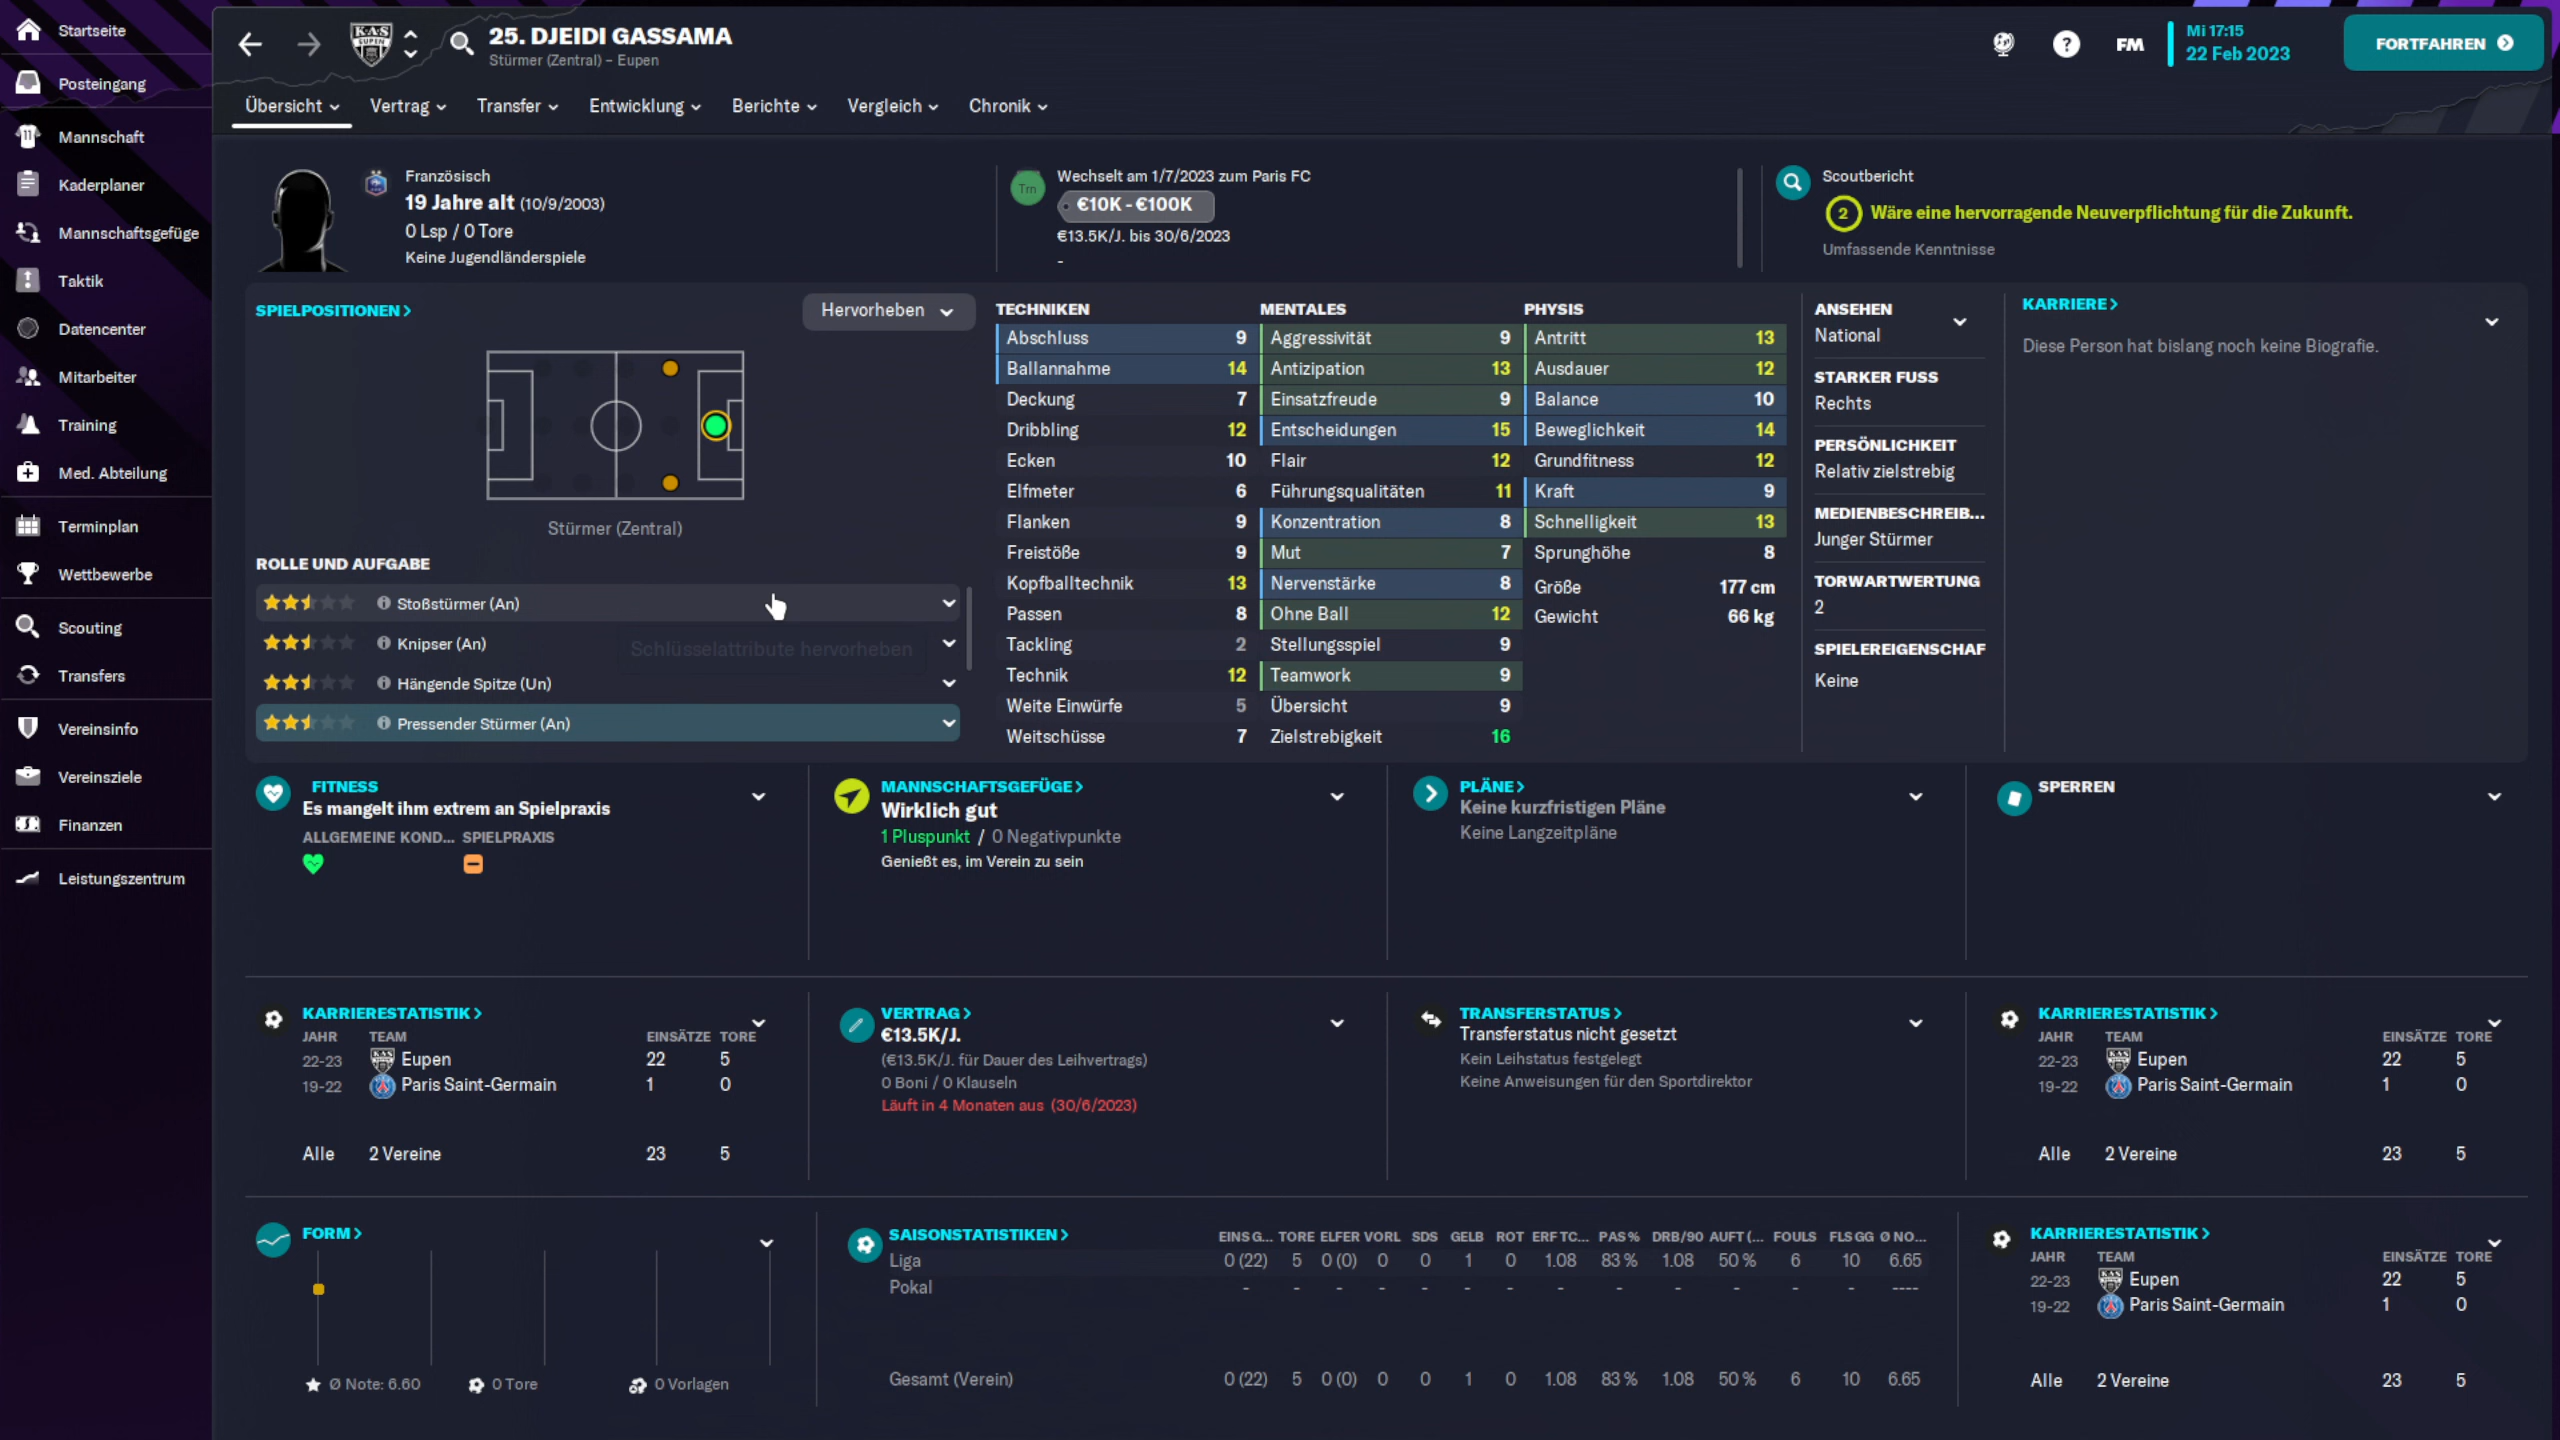 Startseite
Posteingang
Mannschaft
Kaderplaner
Mannschaftsgefüge
Taktik
Datencenter
Mitarbeiter
Training
Med. Abteilung
Terminplan
Wettbewerbe
Scouting
Transfers
Vereinsinfo
Vereinsziele
Finanzen
Leistungszentrum
25. DJEIDI GASSAMA
Stürmer (Zentral) – Eupen
FM
Mi 17:15
22 Feb 2023
FORTFAHREN
Übersicht Vertrag Transfer Entwicklung Berichte Vergleich Chronik
Französisch
19 Jahre alt (10/9/2003)
0 Lsp / 0 Tore
Keine Jugendländerspiele
Trn
Wechselt am 1/7/2023 zum Paris FC
€10K - €100K
€13.5K/J. bis 30/6/2023
-
Scoutbericht
2 Wäre eine hervorragende Neuverpflichtung für die Zukunft.
Umfassende Kenntnisse
SPIELPOSITIONEN>
Hervorheben
Stürmer (Zentral)
ROLLE UND AUFGABE
Stoßstürmer (An)
Knipser (An)
Schlüsselattribute hervorheben
Hängende Spitze (Un)
Pressender Stürmer (An)
TECHNIKEN
Abschluss 9
Ballannahme 14
Deckung 7
Dribbling 12
Ecken 10
Elfmeter 6
Flanken 9
Freistöße 9
Kopfballtechnik 13
Passen 8
Tackling 2
Technik 12
Weite Einwürfe 5
Weitschüsse 7
MENTALES
Aggressivität 9
Antizipation 13
Einsatzfreude 9
Entscheidungen 15
Flair 12
Führungsqualitäten 11
Konzentration 8
Mut 7
Nervenstärke 8
Ohne Ball 12
Stellungsspiel 9
Teamwork 9
Übersicht 9
Zielstrebigkeit 16
PHYSIS
Antritt 13
Ausdauer 12
Balance 10
Beweglichkeit 14
Grundfitness 12
Kraft 9
Schnelligkeit 13
Sprunghöhe 8
Größe 177 cm
Gewicht 66 kg
ANSEHEN
National
STARKER FUSS
Rechts
PERSÖNLICHKEIT
Relativ zielstrebig
MEDIENBESCHREIB...
Junger Stürmer
TORWARTWERTUNG
2
SPIELEREIGENSCHAF
Keine
KARRIERE>
Diese Person hat bislang noch keine Biografie.
FITNESS
Es mangelt ihm extrem an Spielpraxis
ALLGEMEINE KOND... SPIELPRAXIS
MANNSCHAFTSGEFÜGE>
Wirklich gut
1 Pluspunkt / 0 Negativpunkte
Genießt es, im Verein zu sein
PLÄNE>
Keine kurzfristigen Pläne
Keine Langzeitpläne
SPERREN
KARRIERESTATISTIK>
JAHR TEAM EINSÄTZE TORE
22-23 Eupen 22 5
19-22 Paris Saint-Germain 1 0
Alle 2 Vereine 23 5
VERTRAG>
€13.5K/J.
(€13.5K/J. für Dauer des Leihvertrags)
0 Boni / 0 Klauseln
Läuft in 4 Monaten aus (30/6/2023)
TRANSFERSTATUS>
Transferstatus nicht gesetzt
Kein Leihstatus festgelegt
Keine Anweisungen für den Sportdirektor
KARRIERESTATISTIK>
JAHR TEAM EINSÄTZE TORE
22-23 Eupen 22 5
19-22 Paris Saint-Germain 1 0
Alle 2 Vereine 23 5
FORM>
Ø Note: 6.60 0 Tore 0 Vorlagen
SAISONSTATISTIKEN> EINS G... TORE ELFER VORL SDS GELB ROT ERF TC... PAS% DRB/90 AUFT (... FOULS FLS GG Ø NO...
Liga 0 (22) 5 0 (0) 0 0 1 0 1.08 83 % 1.08 50 % 6 10 6.65
Pokal - - - - - - - - - - - - - ----
Gesamt (Verein) 0 (22) 5 0 (0) 0 0 1 0 1.08 83 % 1.08 50 % 6 10 6.65
KARRIERESTATISTIK>
JAHR TEAM EINSÄTZE TORE
22-23 Eupen 22 5
19-22 Paris Saint-Germain 1 0
Alle 2 Vereine 23 5